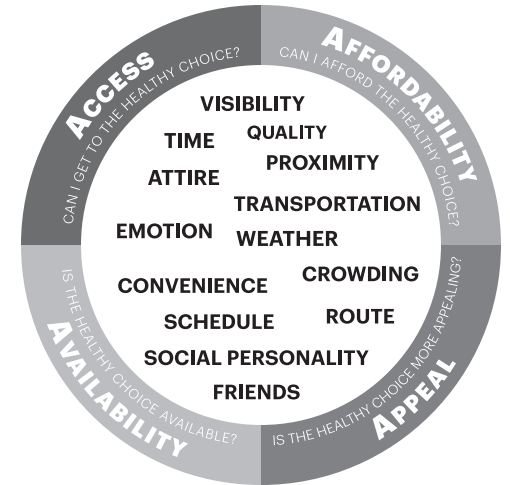 ACCESS
CAN I GET TO THE HEALTHY CHOICE?
AFFORDABILITY
CAN I AFFORD THE HEALTHY CHOICE?
VISIBILITY
TIME
QUALITY
PROXIMITY
ATTIRE
TRANSPORTATION
EMOTION
WEATHER
CROWDING
CONVENIENCE
ROUTE
SCHEDULE
SOCIAL PERSONALITY
FRIENDS
IS THE HEALTHY CHOICE AVAILABLE?
AVAILABILITY
IS THE HEALTHY CHOICE MORE APPEALING?
APPEAL